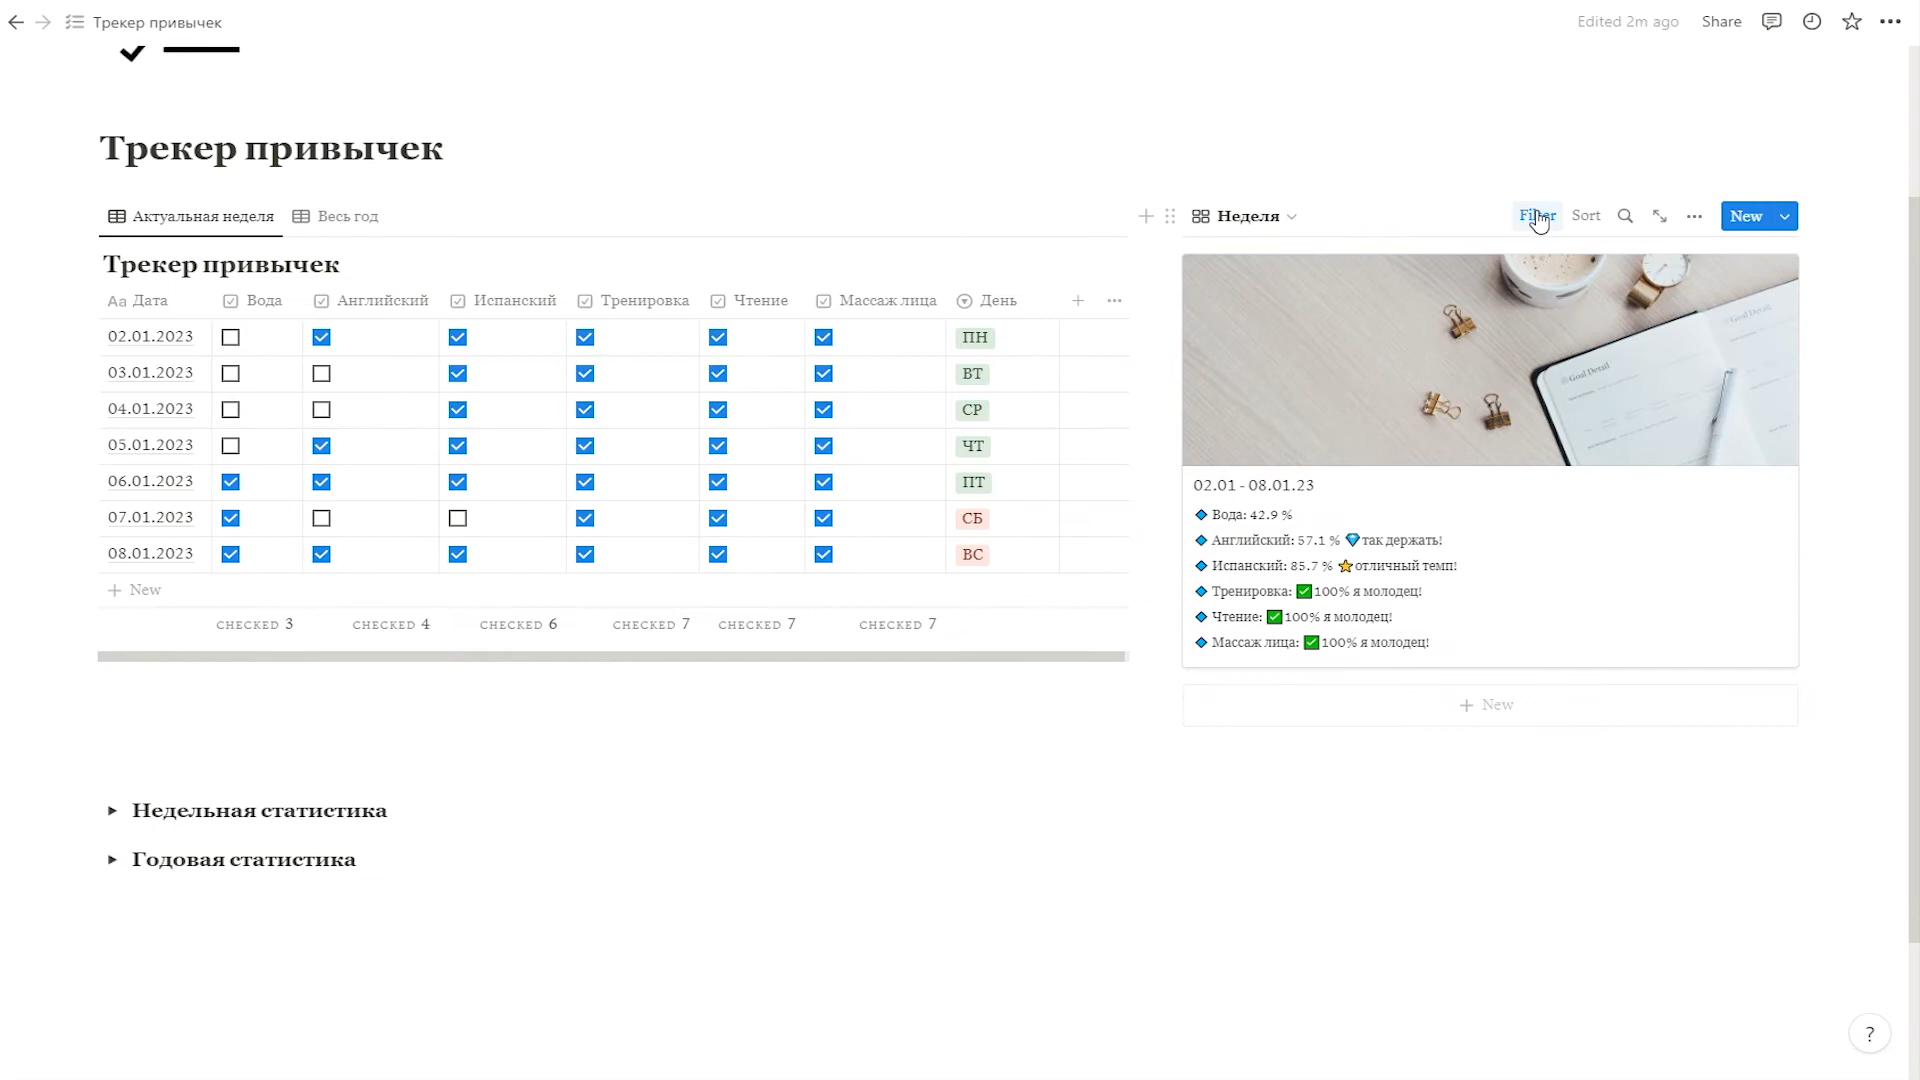 Трекер привычек
Edited 2m ago
Share
Трекер привычек
Актуальная неделя
Весь год
Неделя
Filter
Sort
New
Трекер привычек
Aa Дата Вода Английский Испанский Тренировка Чтение Массаж лица День
02.01.2023 ПН
03.01.2023 ВТ
04.01.2023 СР
05.01.2023 ЧТ
06.01.2023 ПТ
07.01.2023 СБ
08.01.2023 ВС
+ New
CHECKED 3 CHECKED 4 CHECKED 6 CHECKED 7 CHECKED 7 CHECKED 7
Goal Detail
Goal Detail
02.01 - 08.01.23
🔹Вода: 42.9 %
🔹Английский: 57.1 % 💎так держать!
🔹Испанский: 85.7 % ⭐отличный темп!
🔹Тренировка: ✅100% я молодец!
🔹Чтение: ✅100% я молодец!
🔹Массаж лица: ✅100% я молодец!
+ New
Недельная статистика
Годовая статистика
?